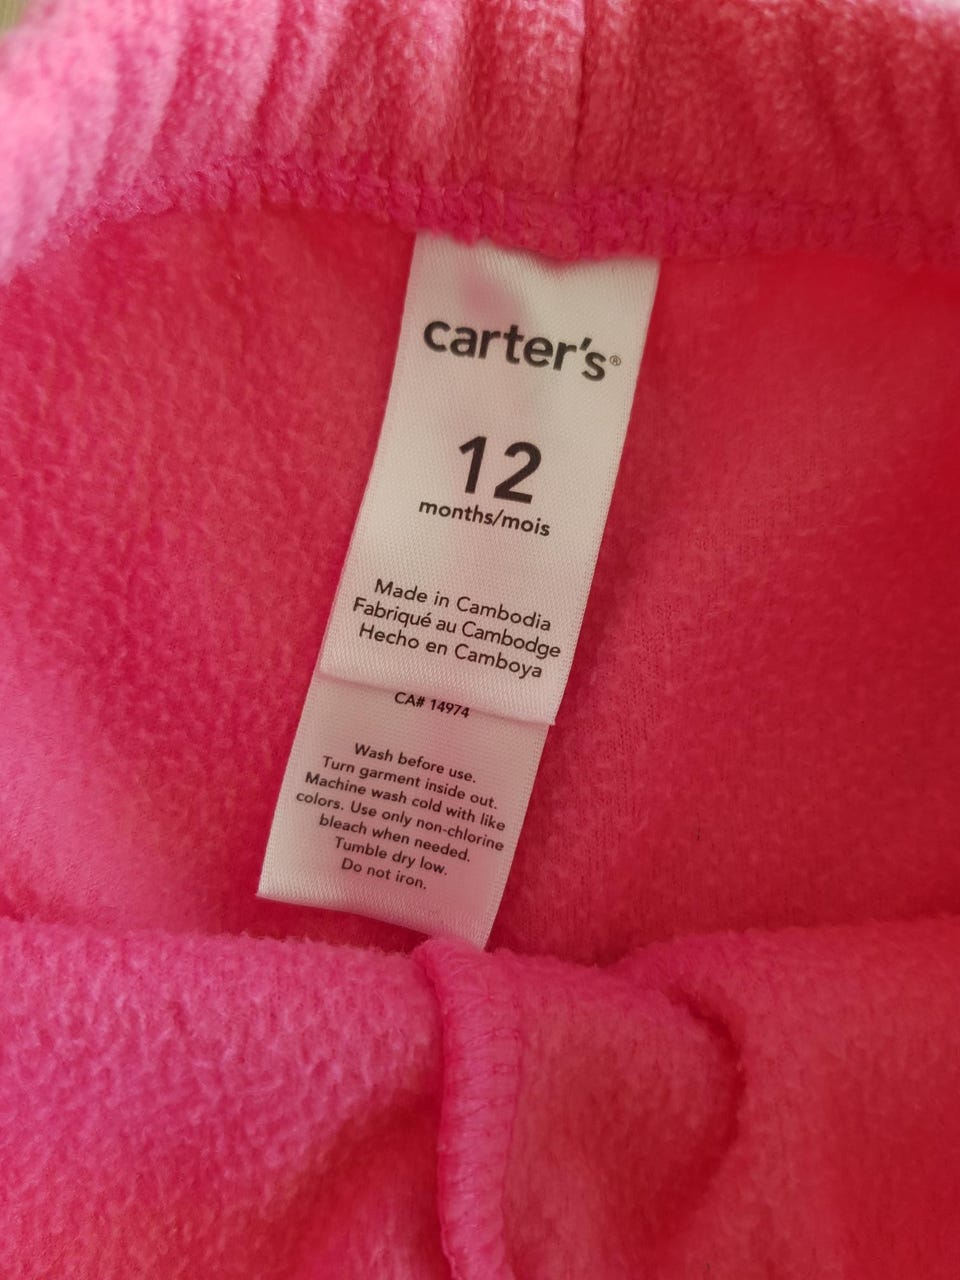 carter's®
12
months/mois
Made in Cambodia
Fabriqué au Cambodge
Hecho en Camboya
CA# 14974
Wash before use.
Turn garment inside out.
Machine wash cold with like
colors. Use only non-chlorine
bleach when needed.
Tumble dry low.
Do not iron.